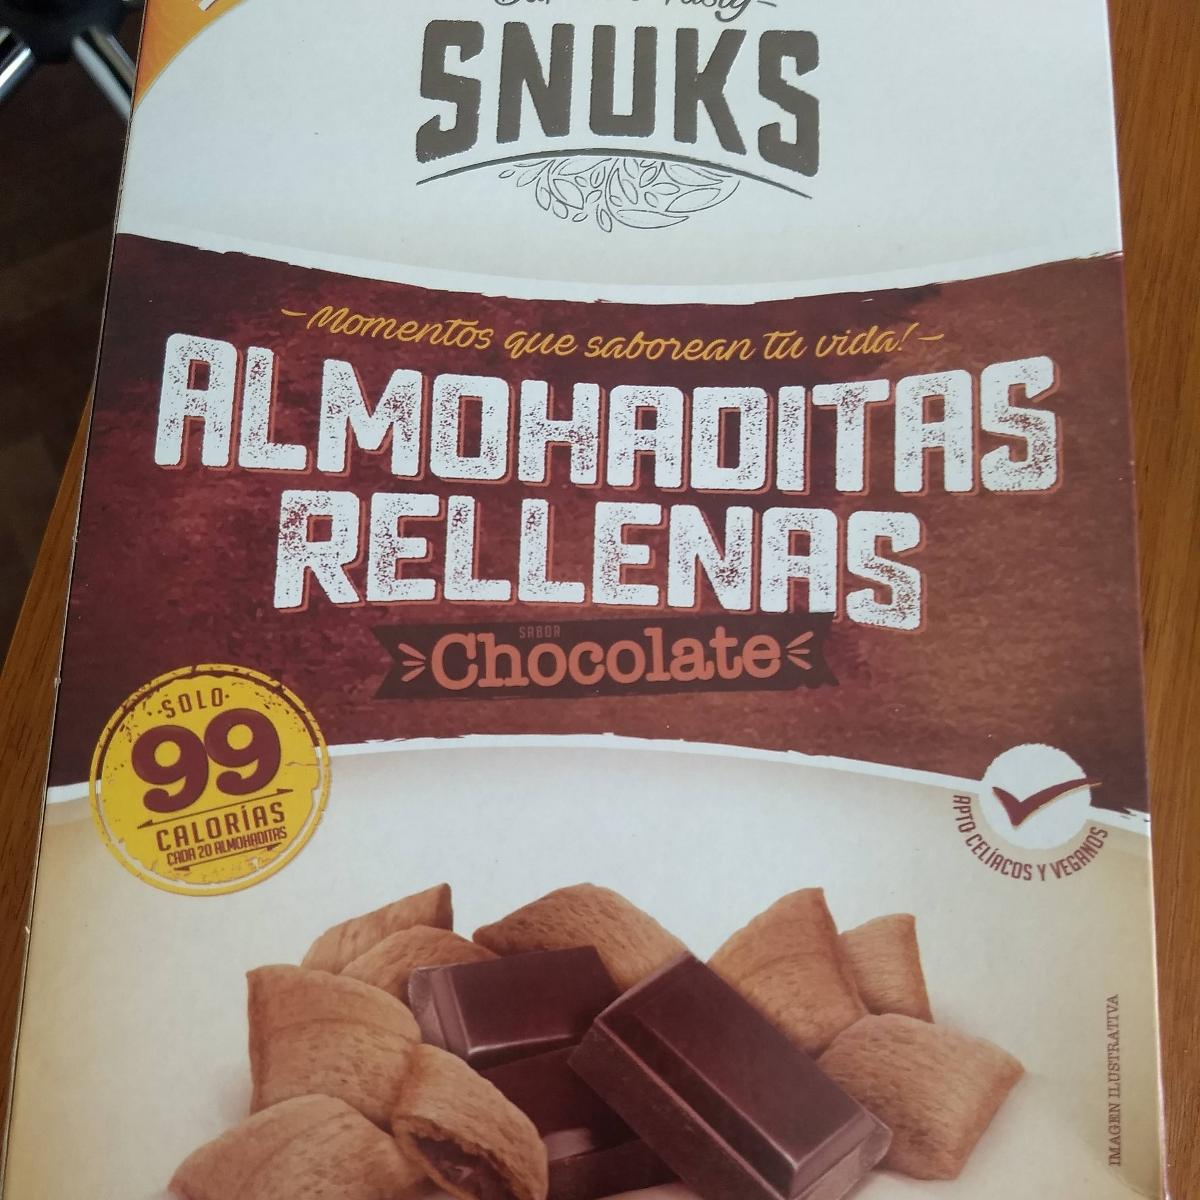 SNUKS
-Momentos que saborean tu vida!-
ALMOHADITAS
RELLENAS
SABOR
Chocolate
SOLO
99
CALORÍAS
CADA 20 ALMOHADITAS
APTO CELÍACOS Y VEGANOS
IMAGEN ILUSTRATIVA